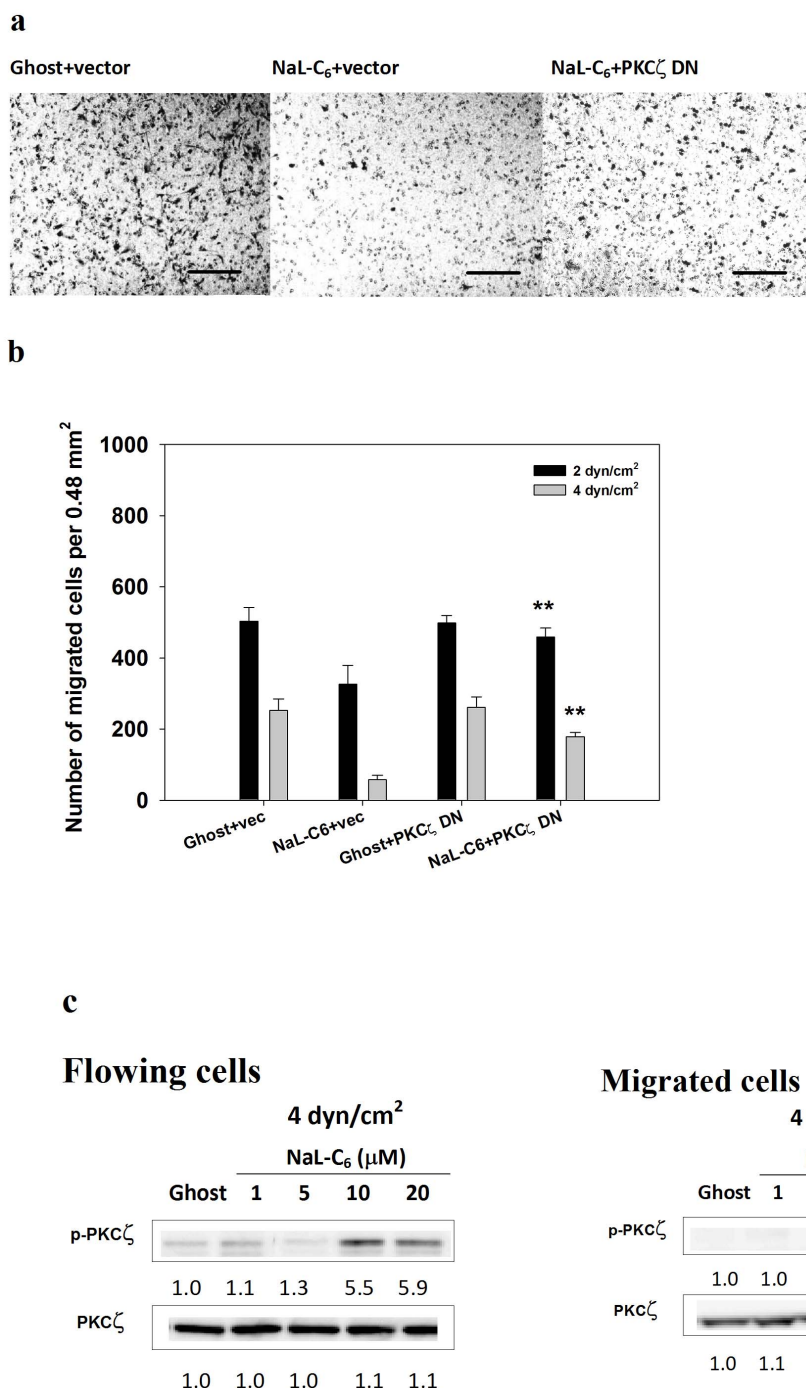 a
Ghost+vector NaL-C₆+vector NaL-C₆+PKCζ DN
b
Number of migrated cells per 0.48 mm²
1000
800
600
400
200
0
2 dyn/cm²
4 dyn/cm²
**
**
Ghost+vec
NaL-C6+vec
Ghost+PKCζ DN
NaL-C6+PKCζ DN
c
Flowing cells
4 dyn/cm²
NaL-C₆ (μM)
Ghost 1 5 10 20
p-PKCζ
1.0 1.1 1.3 5.5 5.9
PKCζ
1.0 1.0 1.0 1.1 1.1
Migrated cells
4
Ghost 1
p-PKCζ
1.0 1.0
PKCζ
1.0 1.1